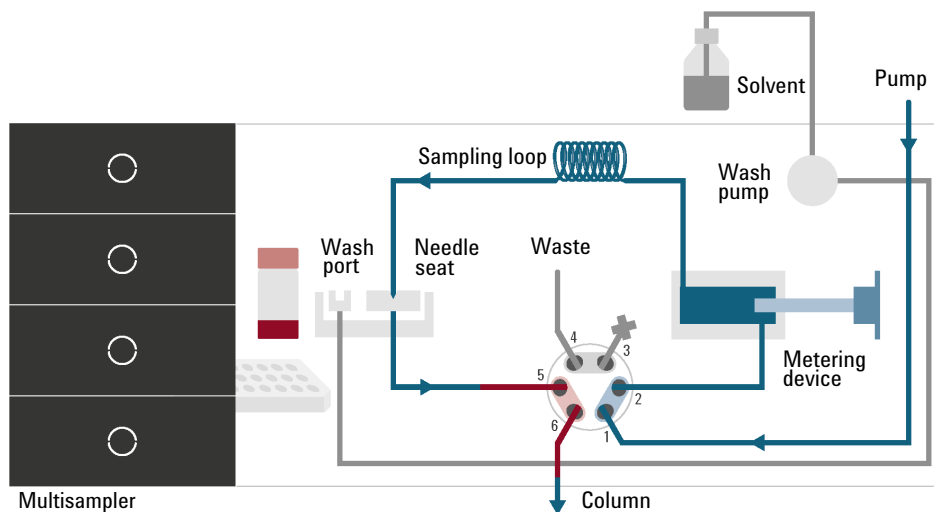 Solvent
Pump
Sampling loop
Wash
pump
Wash
port
Needle
seat
Waste
4
3
5
2
6
1
Metering
device
Multisampler
Column